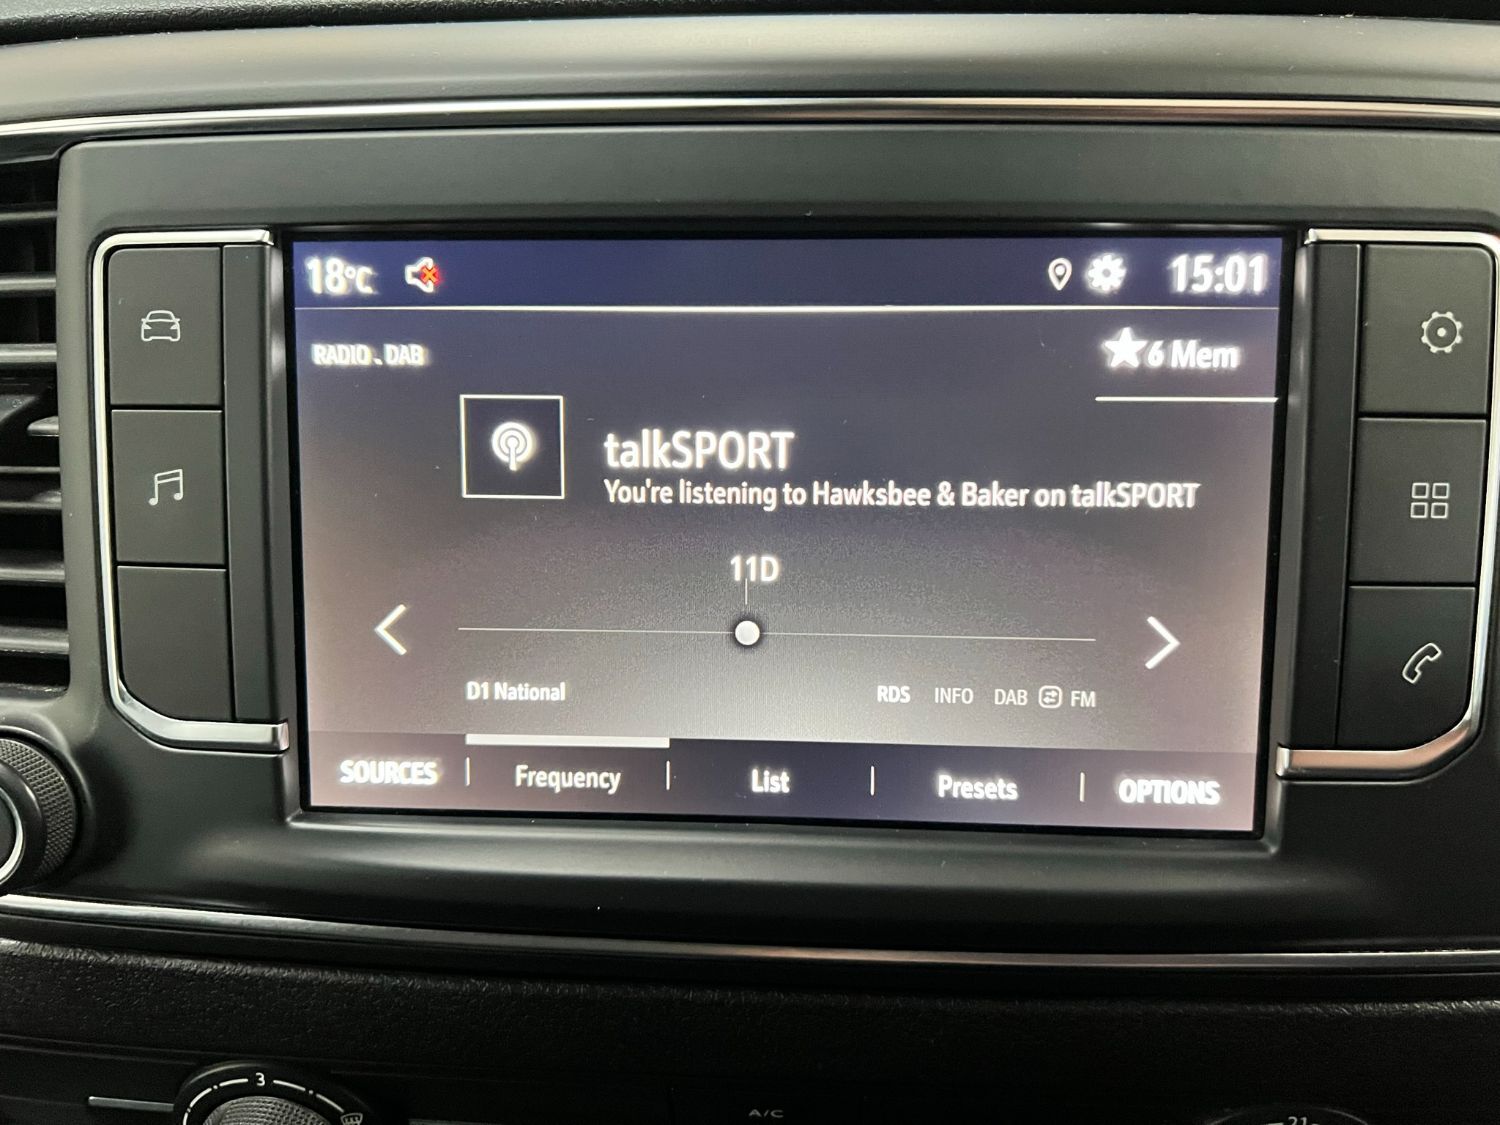 18°C 15:01
RADIO . DAB 6 Mem
talkSPORT
You're listening to Hawksbee & Baker on talkSPORT
11D
D1 National RDS INFO DAB FM
SOURCES Frequency List Presets OPTIONS
3
A/C
21